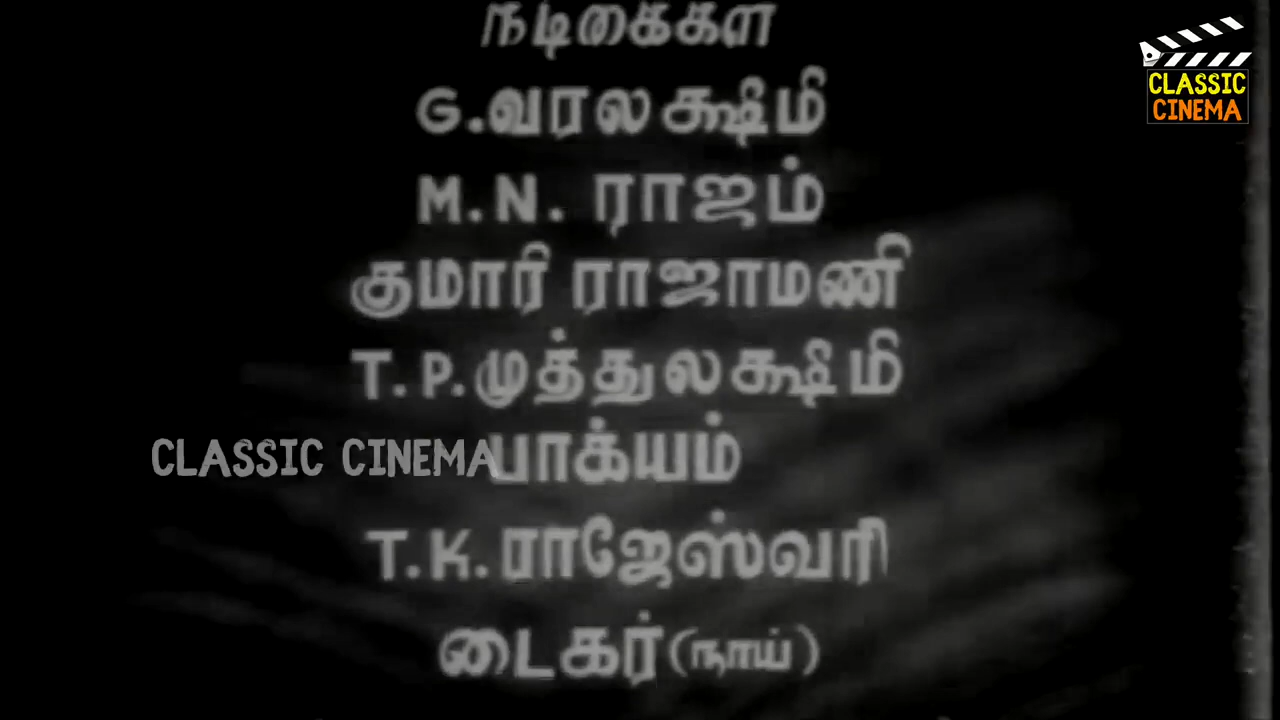 நடிகைகள்
CLASSIC
CINEMA
G.வரலக்ஷிமி
M.N. ராஜம்
குமாரி ராஜாமணி
T.P.முத்துலக்ஷிமி
CLASSIC CINEMA
பாக்யம்
T.K.ராஜேஸ்வரி
டைகர்(நாய்)